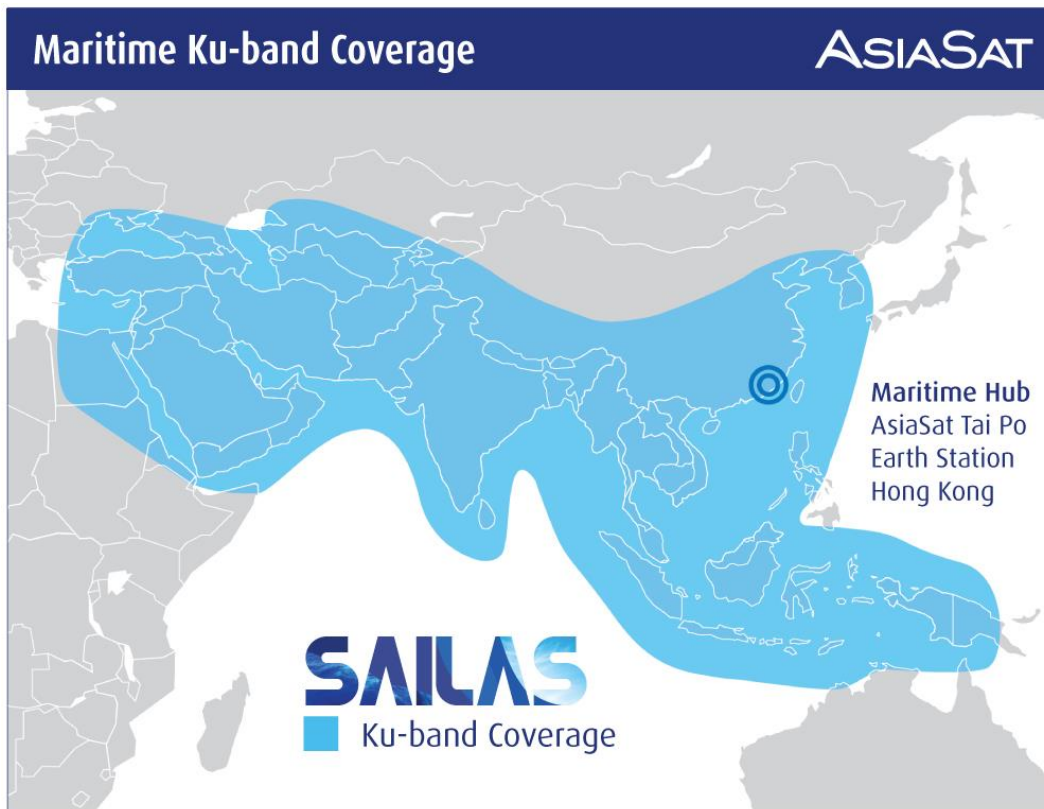 Maritime Ku-band Coverage
ASIASAT
Maritime Hub
AsiaSat Tai Po
Earth Station
Hong Kong
SAILAS
Ku-band Coverage